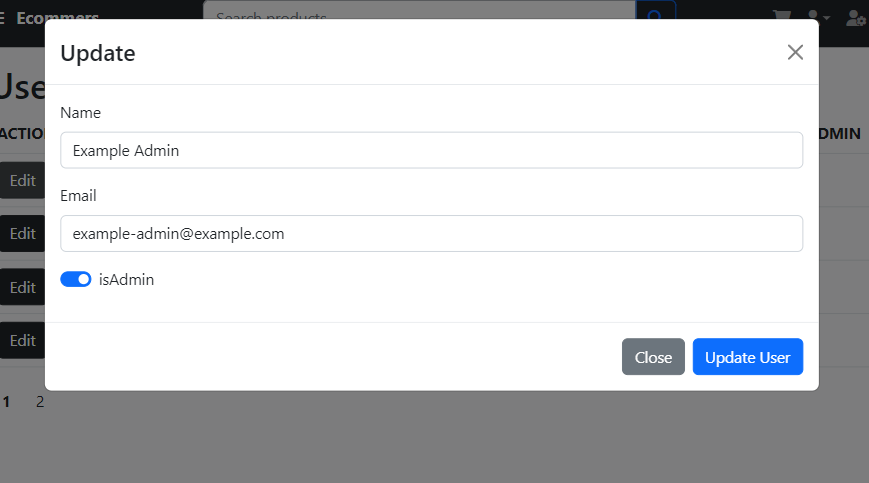 Ecommers
Search products
Update
Use
Name
ACTIO
DMIN
Example Admin
Edit
Email
Edit
example-admin@example.com
isAdmin
Edit
Edit
Close
Update User
1 2